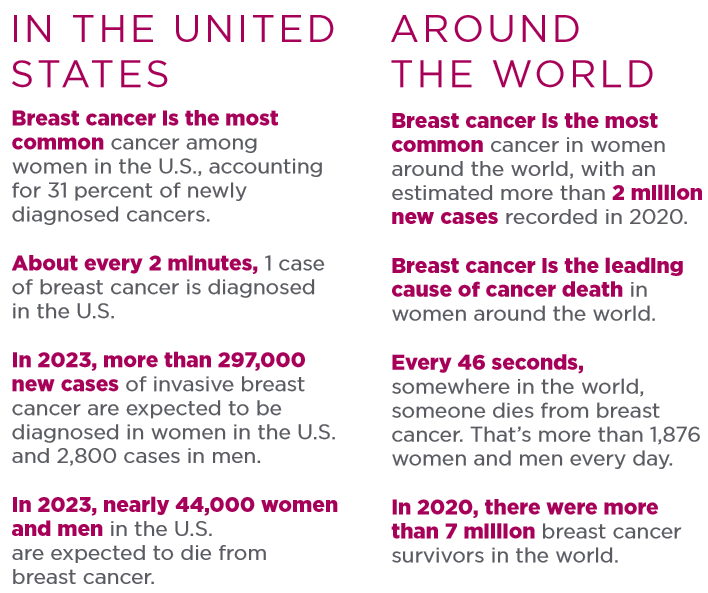 IN THE UNITED
STATES
Breast cancer is the most
common cancer among
women in the U.S., accounting
for 31 percent of newly
diagnosed cancers.
About every 2 minutes, 1 case
of breast cancer is diagnosed
in the U.S.
In 2023, more than 297,000
new cases of invasive breast
cancer are expected to be
diagnosed in women in the U.S.
and 2,800 cases in men.
In 2023, nearly 44,000 women
and men in the U.S.
are expected to die from
breast cancer.
AROUND
THE WORLD
Breast cancer is the most
common cancer in women
around the world, with an
estimated more than 2 million
new cases recorded in 2020.
Breast cancer is the leading
cause of cancer death in
women around the world.
Every 46 seconds,
somewhere in the world,
someone dies from breast
cancer. That's more than 1,876
women and men every day.
In 2020, there were more
than 7 million breast cancer
survivors in the world.